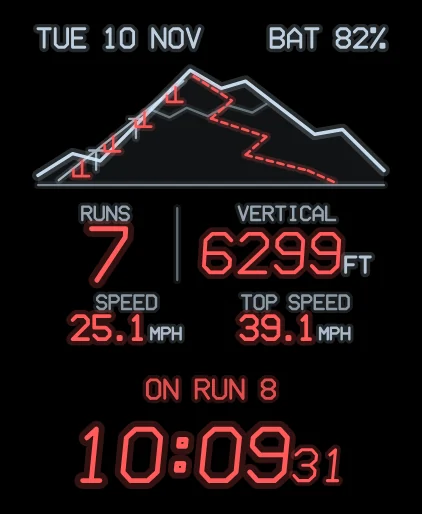 TUE 10 NOV BAT 82%
RUNS VERTICAL
7 6299FT
SPEED TOP SPEED
25.1MPH 39.1MPH
ON RUN 8
10:0931